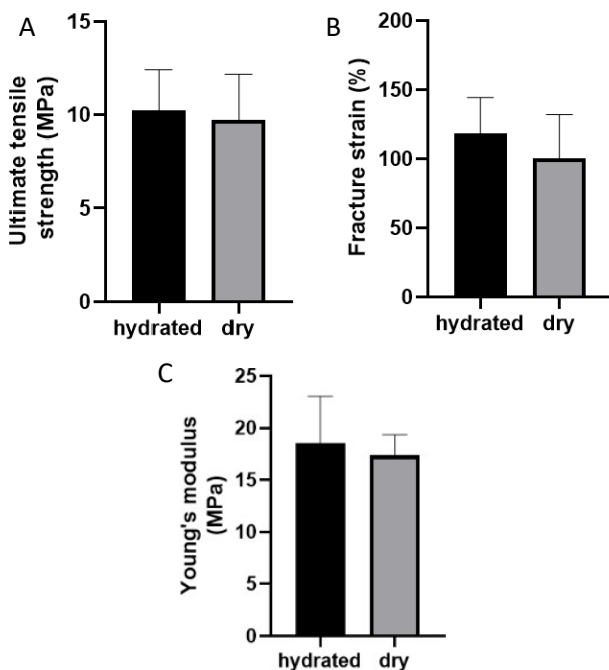 A
Ultimate tensile
strength (MPa)
15
10
5
0
hydrated dry
B
Fracture strain (%)
200
150
100
50
0
hydrated dry
C
Young's modulus
(MPa)
25
20
15
10
5
0
hydrated dry